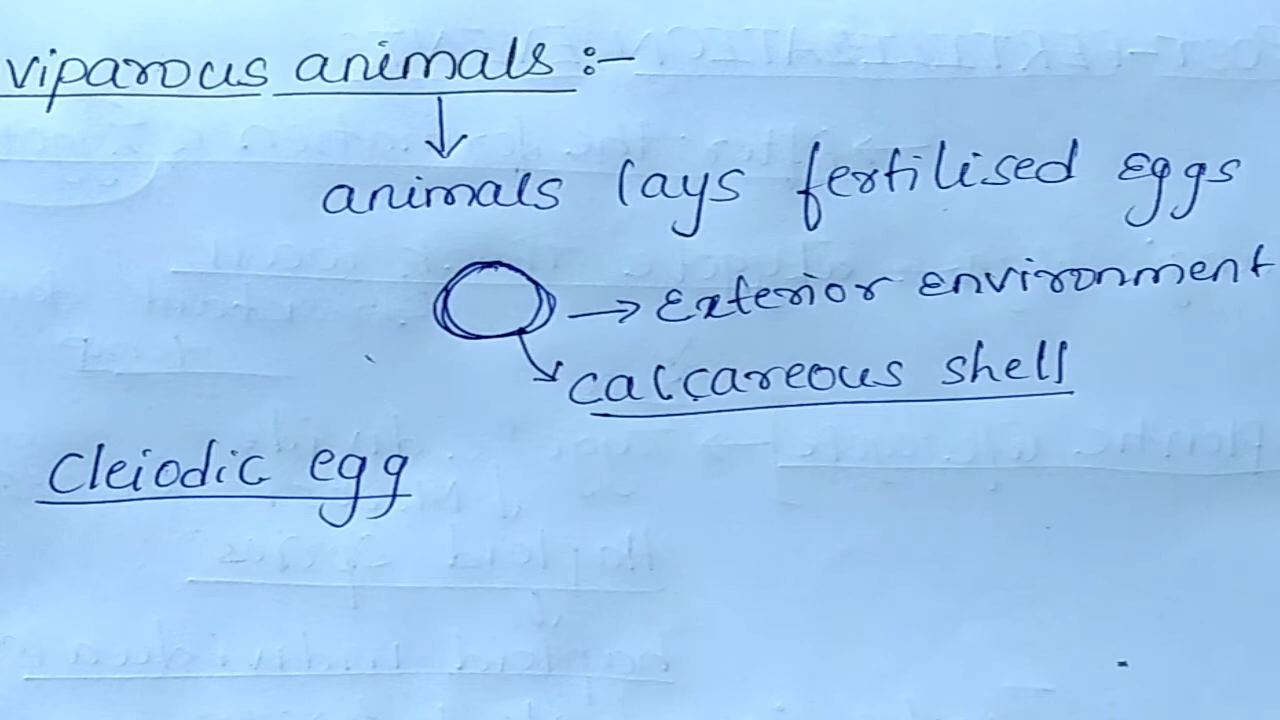 viparous animals :-
animals lays fertilised eggs
→ Exterior environment
calcareous shell
Cleiodic egg